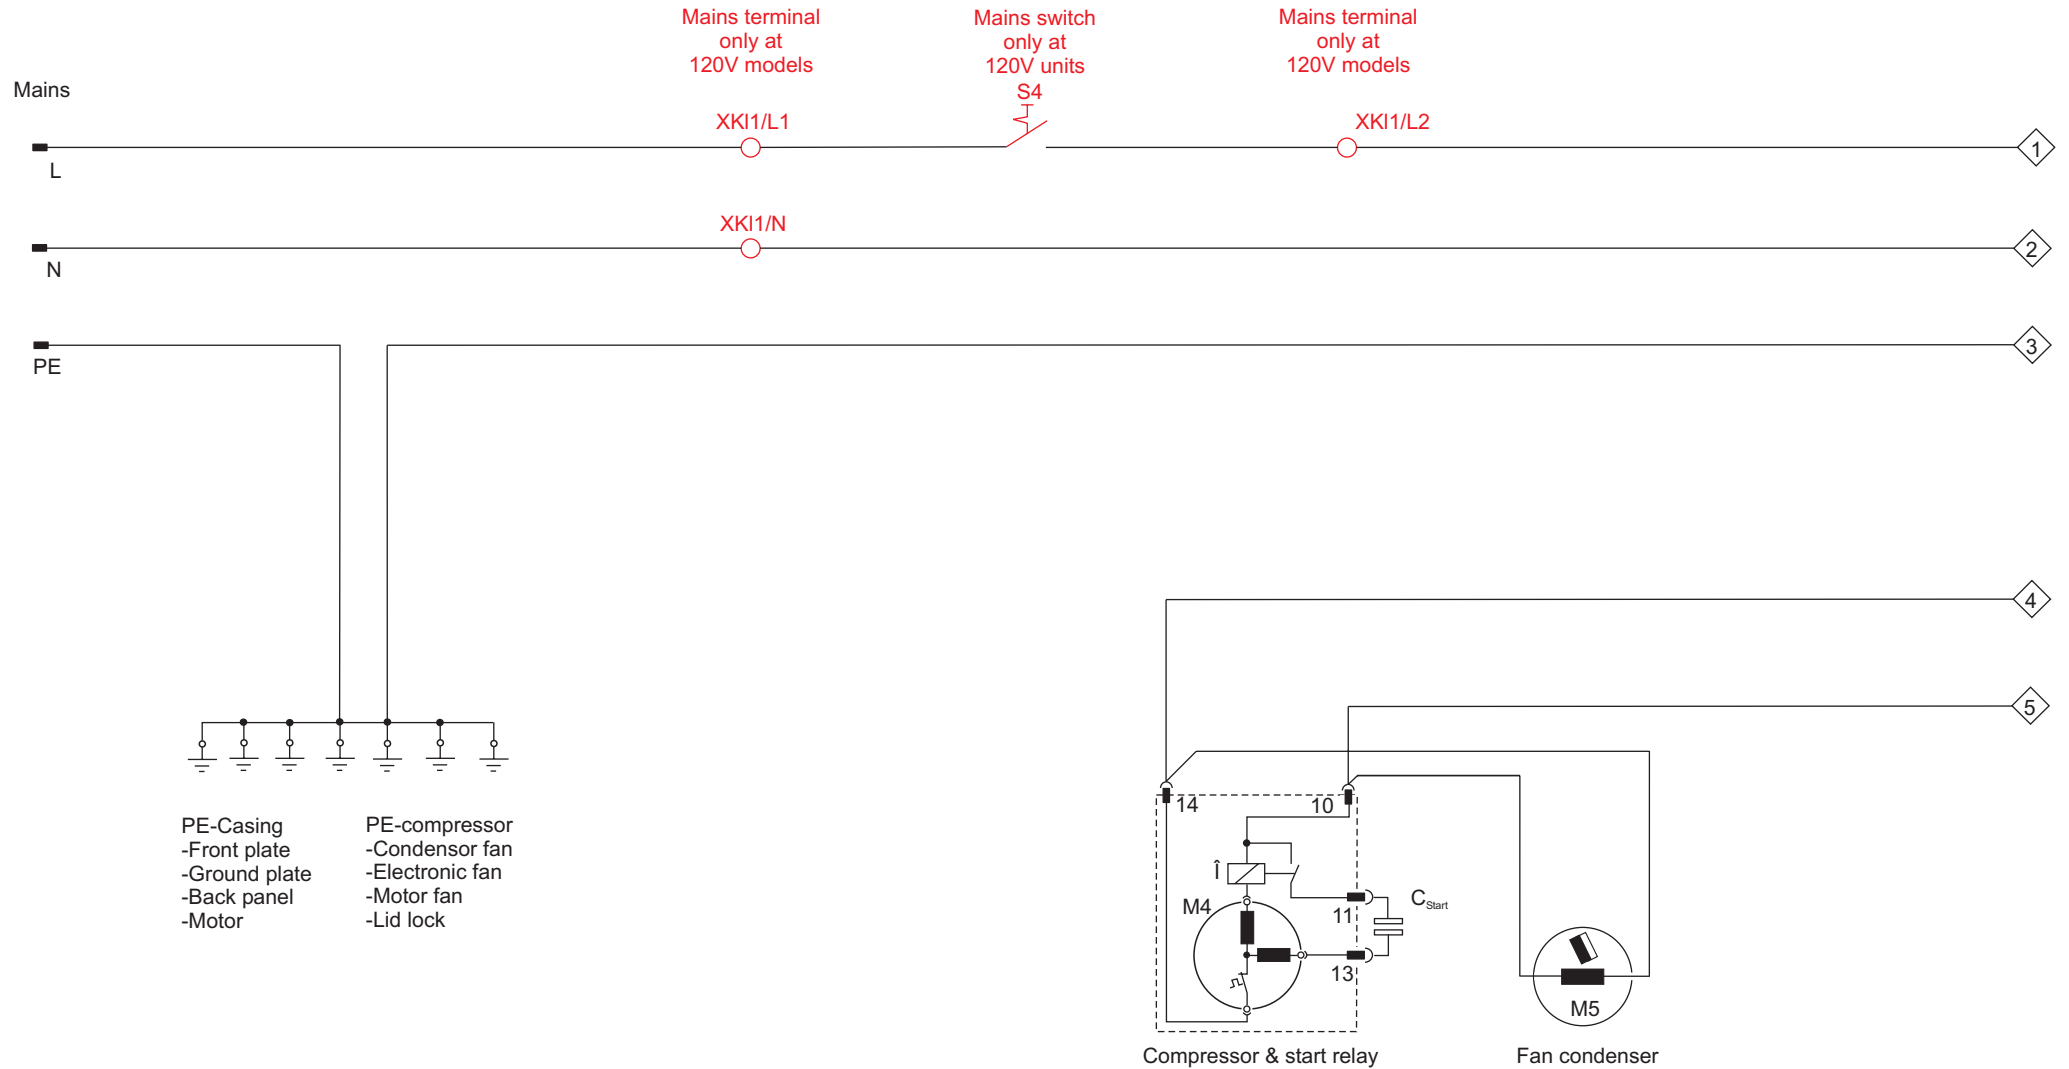 Mains terminal
only at
120V models
Mains switch
only at
120V units
S4
Mains terminal
only at
120V models
Mains
XKl1/L1
XKl1/L2
L
1
XKl1/N
N
2
PE
3
4
5
14
10
Î
M4
11
C Start
13
M5
PE-Casing
-Front plate
-Ground plate
-Back panel
-Motor
PE-compressor
-Condensor fan
-Electronic fan
-Motor fan
-Lid lock
Compressor & start relay
Fan condenser